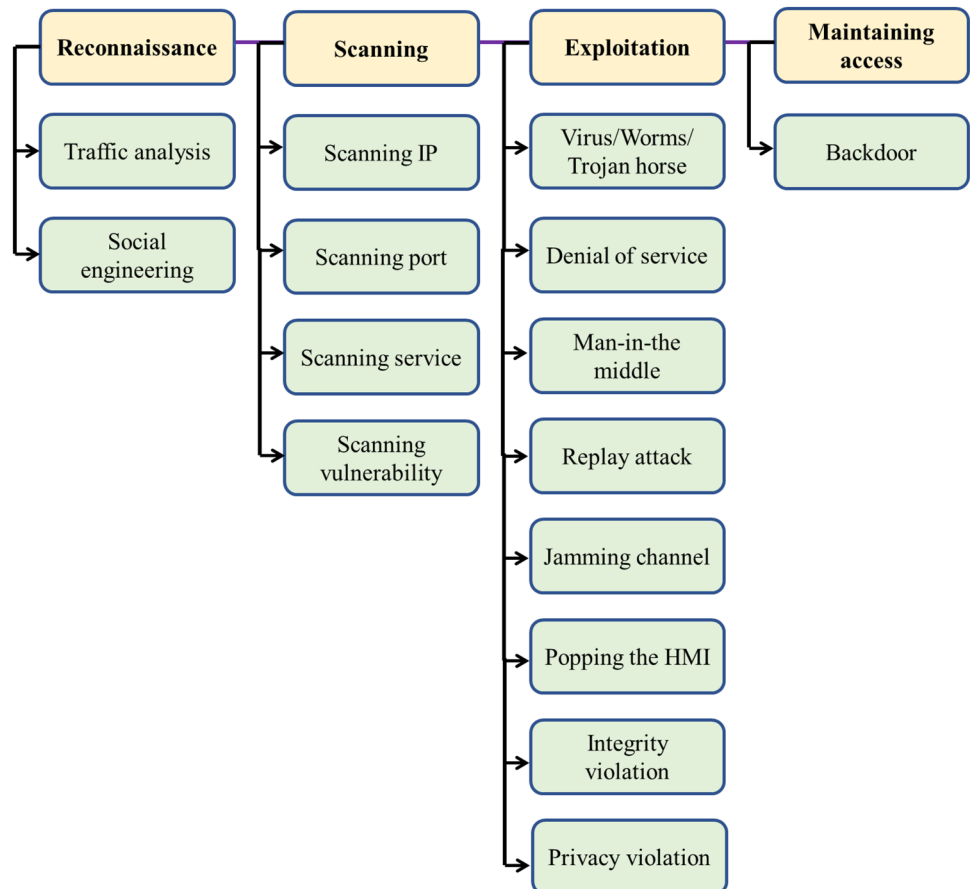 Reconnaissance
Traffic analysis
Social
engineering
Scanning
Scanning IP
Scanning port
Scanning service
Scanning
vulnerability
Exploitation
Virus/Worms/
Trojan horse
Denial of service
Man-in-the
middle
Replay attack
Jamming channel
Popping the HMI
Integrity
violation
Privacy violation
Maintaining
access
Backdoor